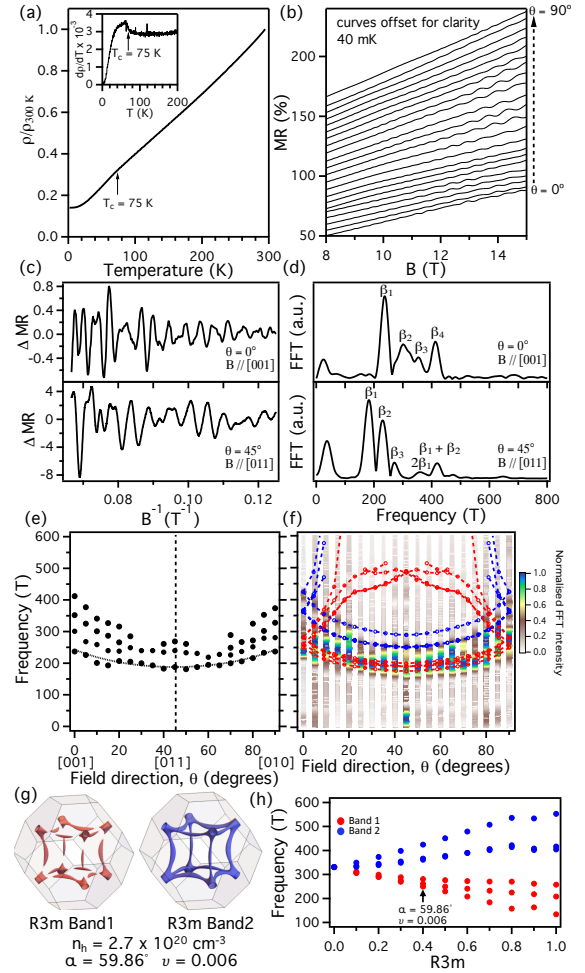 (a)
dρ/dT x 10⁻³
4
3
2
1
0
T_c = 75 K
0
100
200
T (K)
ρ/ρ_300 K
1.0
0.8
0.6
0.4
0.2
0.0
T_c = 75 K
0
100
200
300
Temperature (K)
(b)
curves offset for clarity
40 mK
θ= 90°
θ= 0°
MR (%)
200
150
100
50
8
10
12
14
B (T)
(c)
Δ MR
0.8
0.0
-0.4
θ = 0°
B // [001]
Δ MR
4
0
-4
-8
θ = 45°
B // [011]
0.08
0.10
0.12
B⁻¹(T⁻¹)
(d)
FFT (a.u.)
β₁
β₂
β₃
β₄
θ = 0°
B // [001]
FFT (a.u.)
β₁
β₂
β₃
β₁ + β₂
2β₁
θ = 45°
B // [011]
0
200
400
600
800
Frequency (T)
(e)
Frequency (T)
600
500
400
300
200
100
0
0
20
40
60
80
[001]
[011]
[010]
Field direction, θ (degrees)
(f)
0
20
40
60
80
Field direction, θ (degrees)
1.0
0.8
0.6
0.4
0.2
0.0
Normalised FFT
intensity
(g)
R3m Band1
R3m Band2
n_h = 2.7 x 10²⁰ cm⁻³
α = 59.86° υ = 0.006
(h)
Frequency (T)
600
500
400
300
200
100
Band 1
Band 2
α = 59.86°
υ = 0.006
0.0
0.2
0.4
0.6
0.8
1.0
R3m